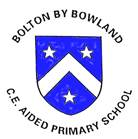 BOLTON BY BOWLAND
C.E. AIDED PRIMARY SCHOOL